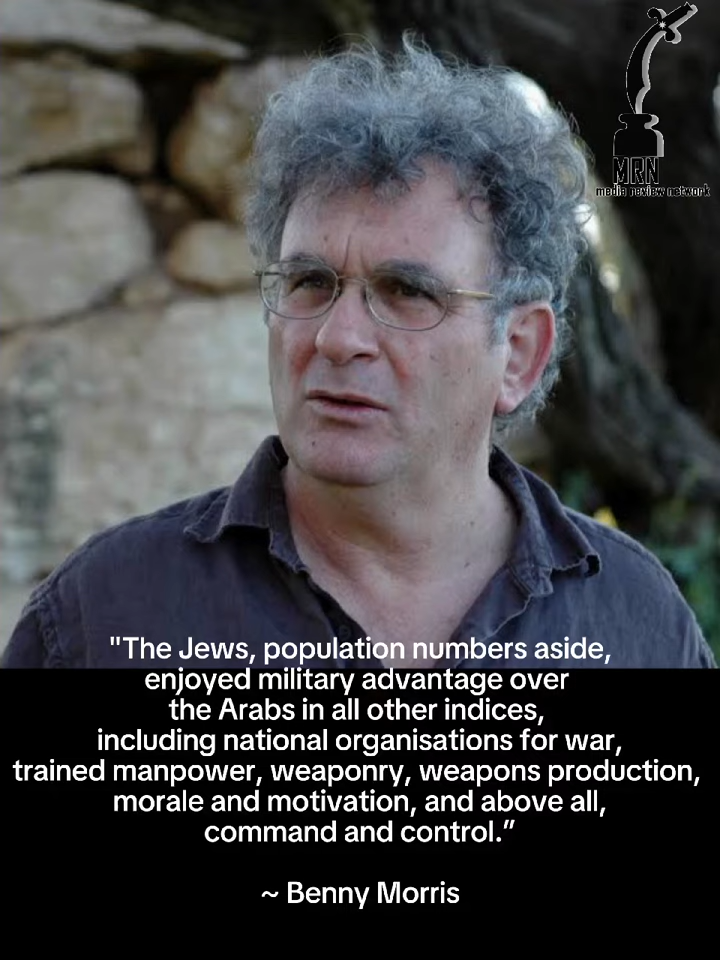 MRN
media review network
"The Jews, population numbers aside,
enjoyed military advantage over
the Arabs in all other indices,
including national organisations for war,
trained manpower, weaponry, weapons production,
morale and motivation, and above all,
command and control.”
~ Benny Morris